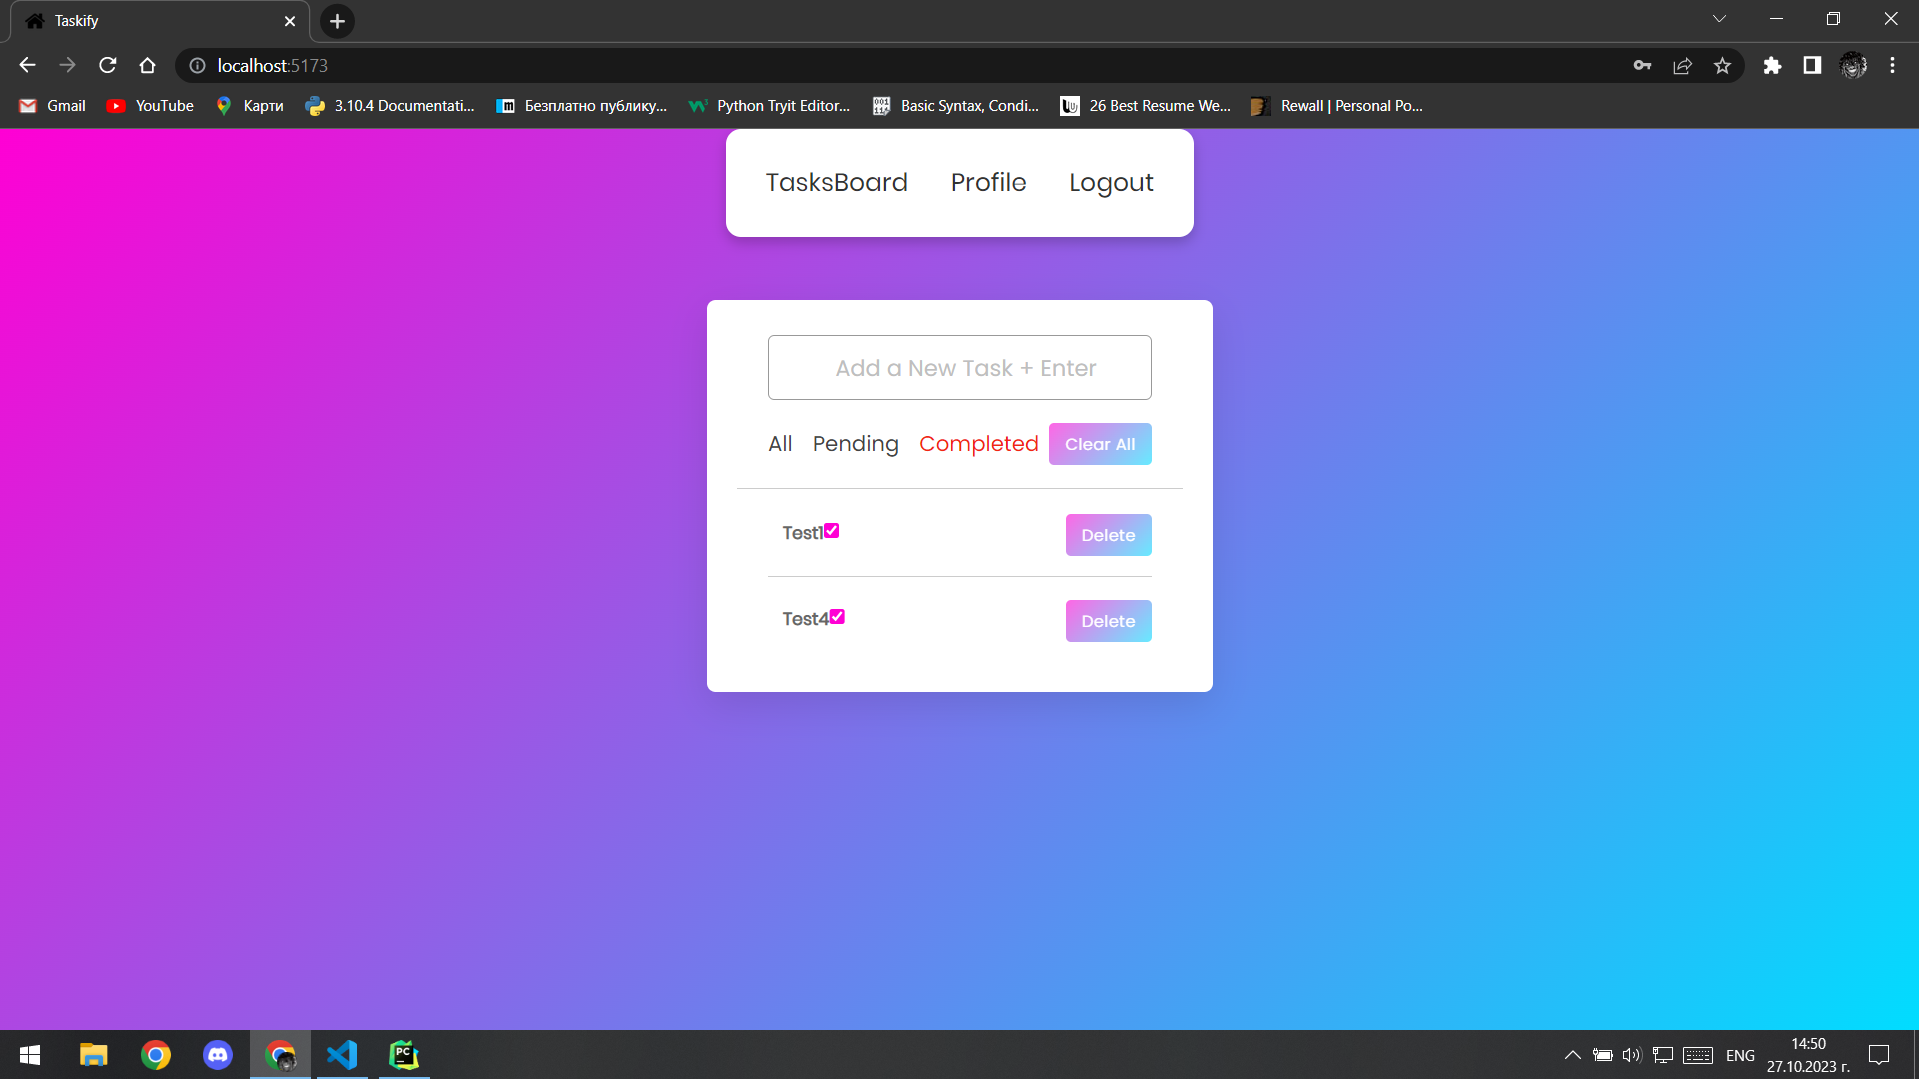 Taskify
localhost:5173
Gmail YouTube Карти 3.10.4 Documentati... Безплатно публику... Python Tryit Editor... Basic Syntax, Condi... 26 Best Resume We... Rewall | Personal Po...
TasksBoard Profile Logout
Add a New Task + Enter
All Pending Completed Clear All
Test1 Delete
Test4 Delete
PC
ENG
14:50
27.10.2023 г.